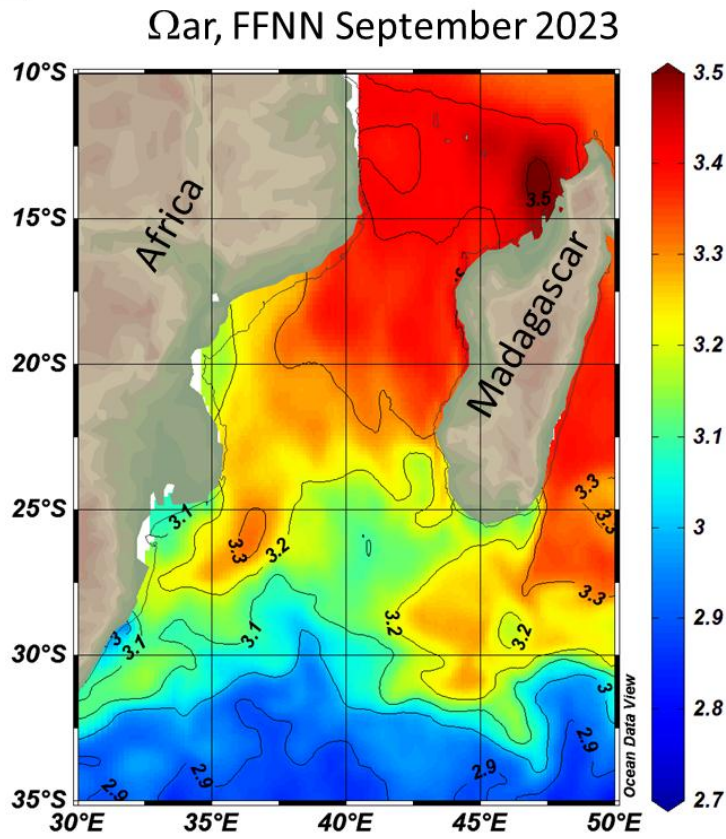 Ωar, FFNN September 2023
10°S
15°S
20°S
25°S
30°S
35°S
30°E
35°E
40°E
45°E
50°E
Africa
Madagascar
3.5
3.3
3.3
3.1
3.3
3.2
3.3
3.2
3.2
3
3.1
3.1
3
2.9
2.9
2.9
2.9
Ocean Data View
3.5
3.4
3.3
3.2
3.1
3
2.9
2.8
2.7